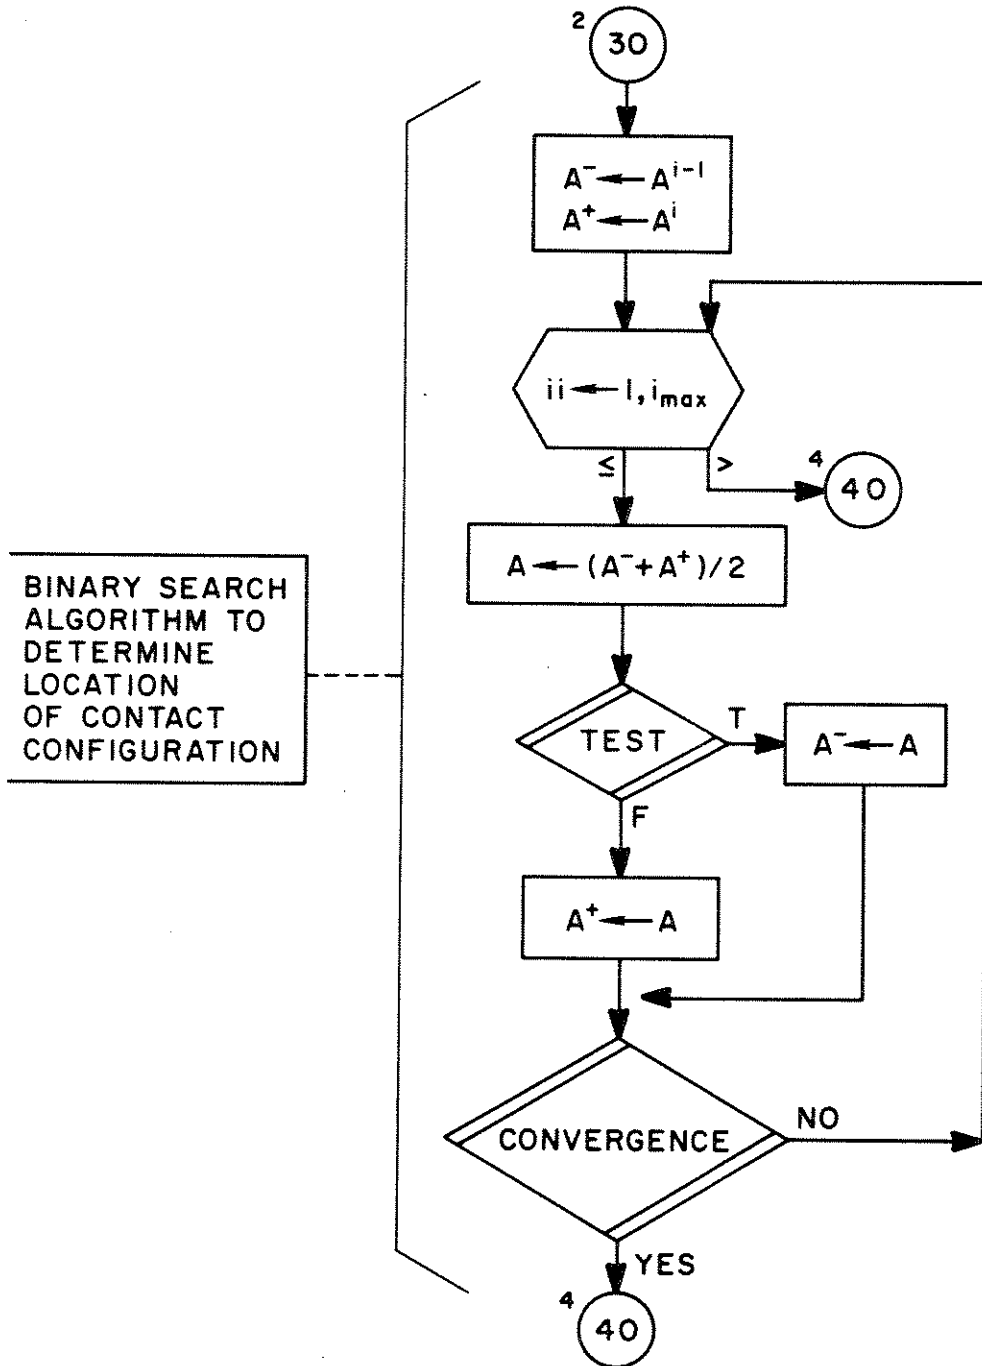 2
30
A⁻ ← Aⁱ⁻¹
A⁺ ← Aⁱ
ii ← 1, i_max
≤
>
4
40
A ← (A⁻ + A⁺)/2
BINARY SEARCH
ALGORITHM TO
DETERMINE
LOCATION
OF CONTACT
CONFIGURATION
TEST
T
A⁻ ← A
F
A⁺ ← A
CONVERGENCE
NO
YES
4
40